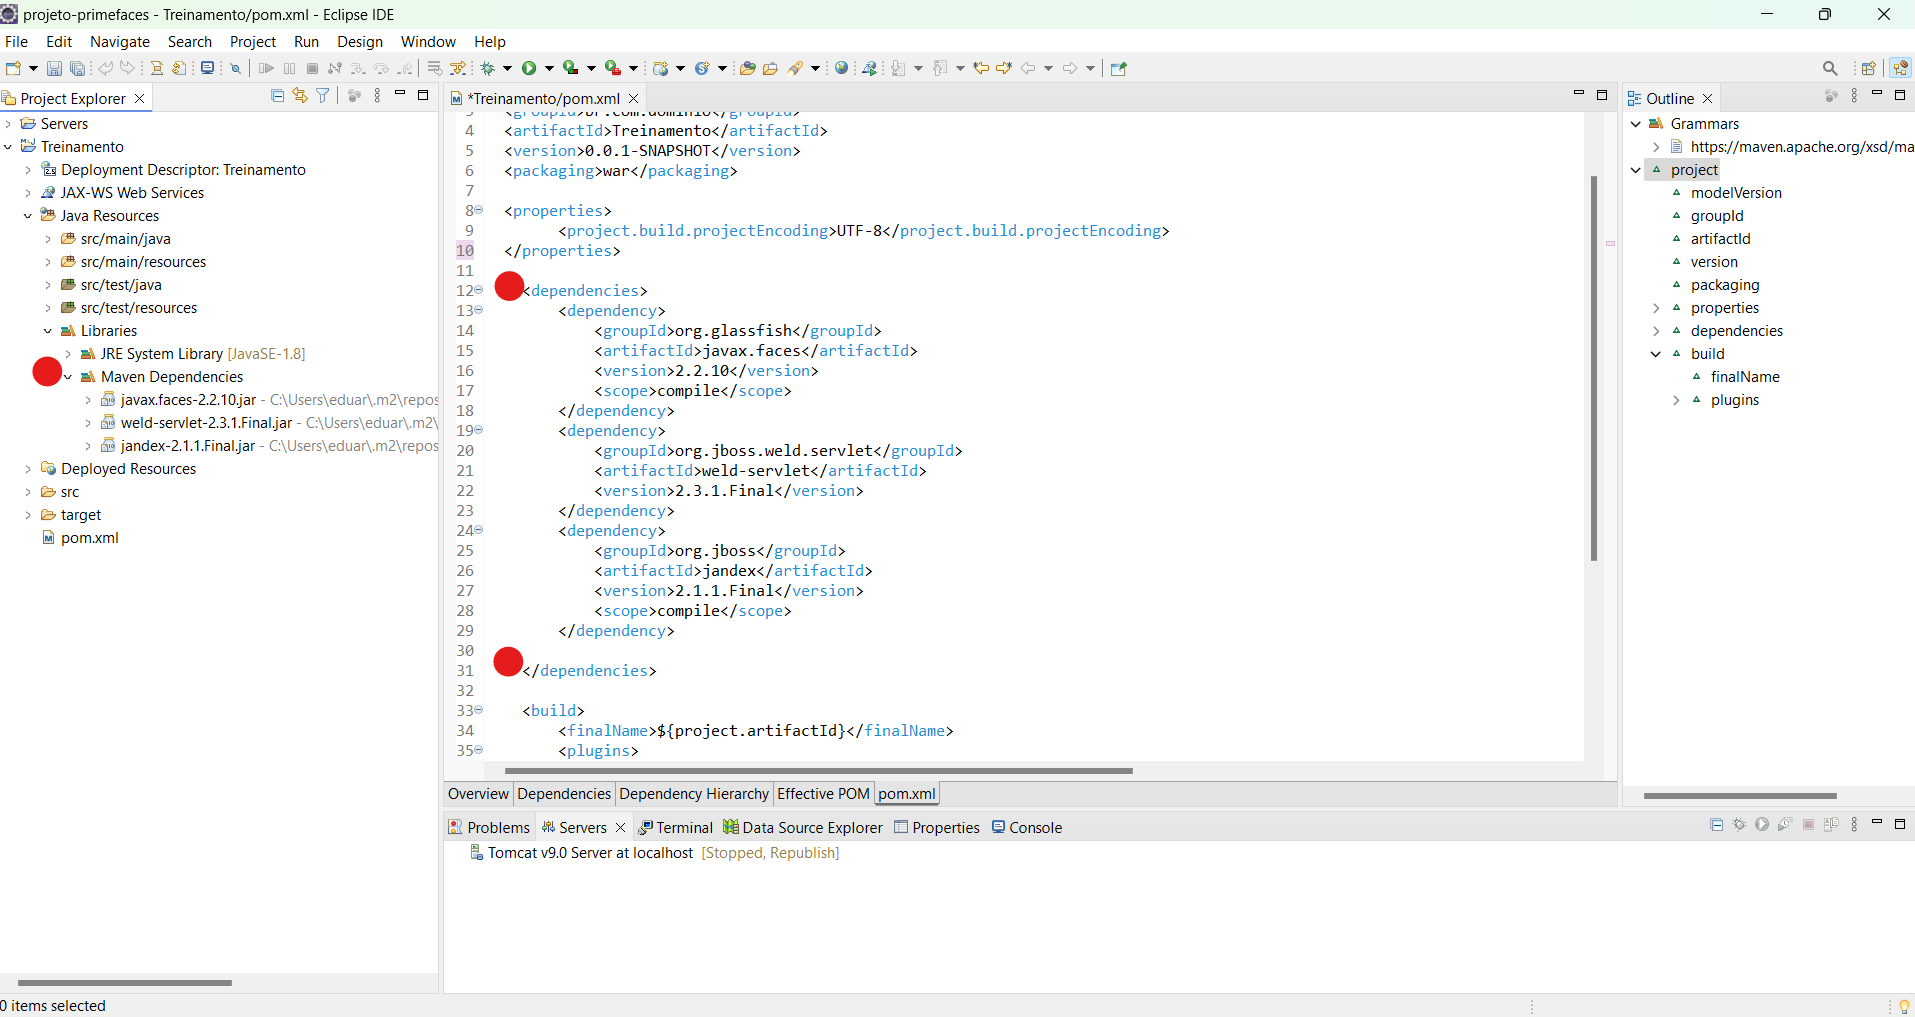 projeto-primefaces - Treinamento/pom.xml - Eclipse IDE
File Edit Navigate Search Project Run Design Window Help
Project Explorer
Servers
Treinamento
Deployment Descriptor: Treinamento
JAX-WS Web Services
Java Resources
src/main/java
src/main/resources
src/test/java
src/test/resources
Libraries
JRE System Library [JavaSE-1.8]
Maven Dependencies
javax.faces-2.2.10.jar - C:\Users\eduar\.m2\repos
weld-servlet-2.3.1.Final.jar - C:\Users\eduar\.m2\
jandex-2.1.1.Final.jar - C:\Users\eduar\.m2\repos
Deployed Resources
src
target
pom.xml
*Treinamento/pom.xml
3 <groupId>br.com.dominio</groupId>
4 <artifactId>Treinamento</artifactId>
5 <version>0.0.1-SNAPSHOT</version>
6 <packaging>war</packaging>
7
8 <properties>
9 <project.build.projectEncoding>UTF-8</project.build.projectEncoding>
10 </properties>
11
12 <dependencies>
13 <dependency>
14 <groupId>org.glassfish</groupId>
15 <artifactId>javax.faces</artifactId>
16 <version>2.2.10</version>
17 <scope>compile</scope>
18 </dependency>
19 <dependency>
20 <groupId>org.jboss.weld.servlet</groupId>
21 <artifactId>weld-servlet</artifactId>
22 <version>2.3.1.Final</version>
23 </dependency>
24 <dependency>
25 <groupId>org.jboss</groupId>
26 <artifactId>jandex</artifactId>
27 <version>2.1.1.Final</version>
28 <scope>compile</scope>
29 </dependency>
30
31 </dependencies>
32
33 <build>
34 <finalName>${project.artifactId}</finalName>
35 <plugins>
Overview Dependencies Dependency Hierarchy Effective POM pom.xml
Outline
Grammars
https://maven.apache.org/xsd/ma
project
modelVersion
groupId
artifactId
version
packaging
properties
dependencies
build
finalName
plugins
Problems Servers Terminal Data Source Explorer Properties Console
Tomcat v9.0 Server at localhost [Stopped, Republish]
0 items selected